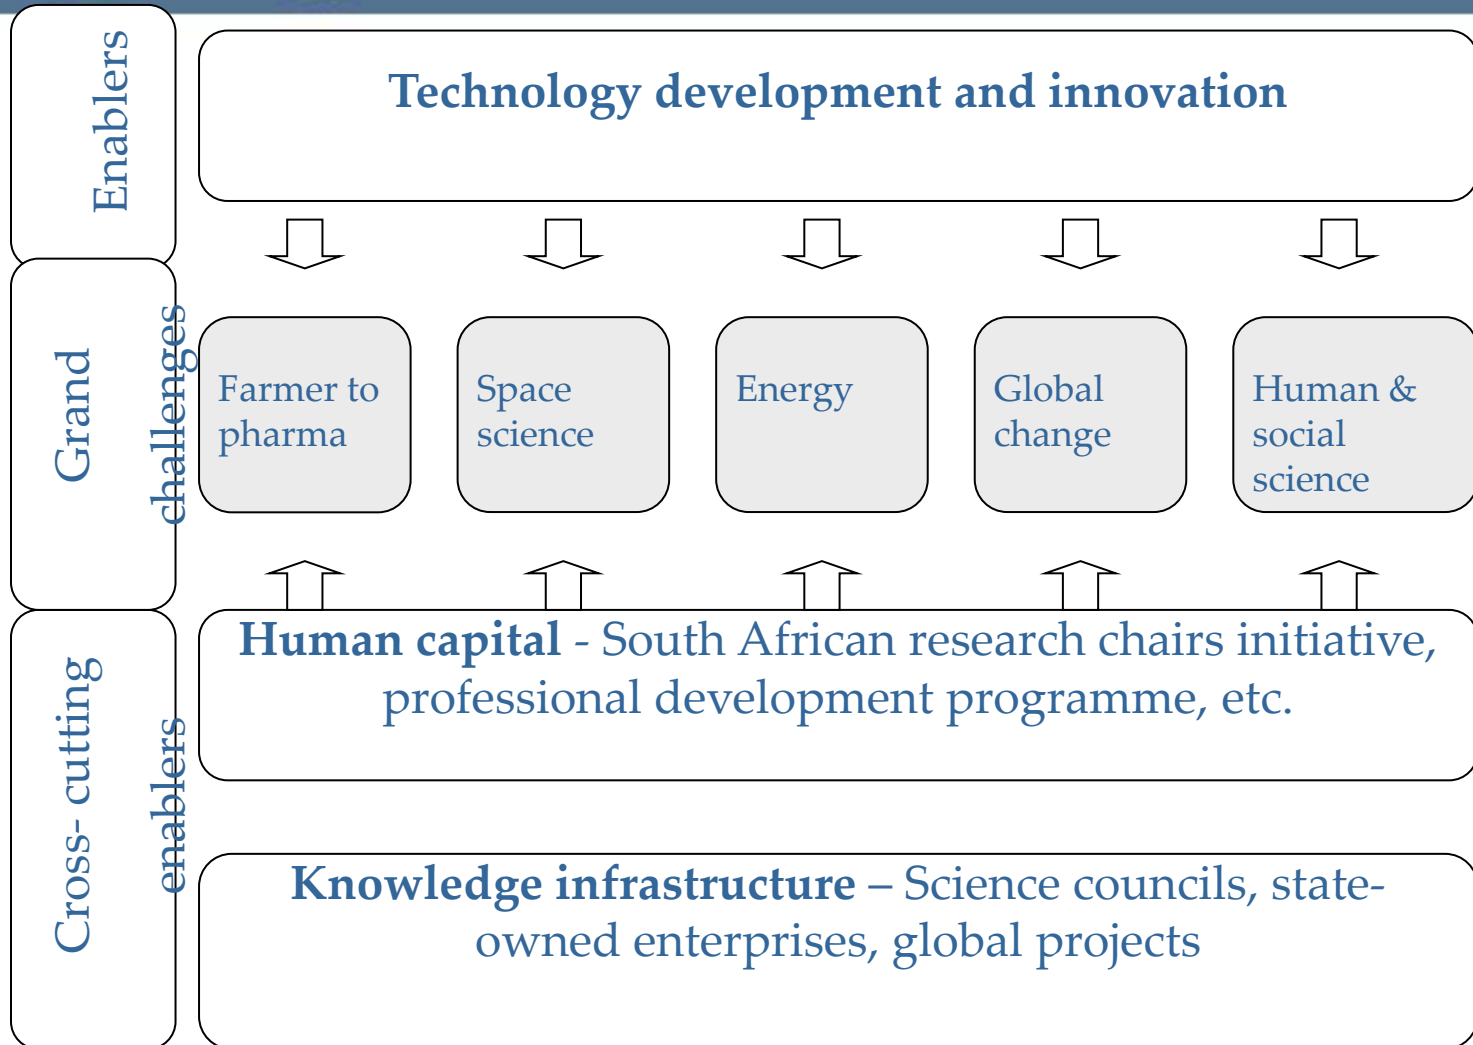 Enablers
Technology development and innovation
Grand
challenges
Farmer to
pharma
Space
science
Energy
Global
change
Human &
social
science
Cross- cutting
enablers
Human capital - South African research chairs initiative,
professional development programme, etc.
Knowledge infrastructure – Science councils, state-
owned enterprises, global projects